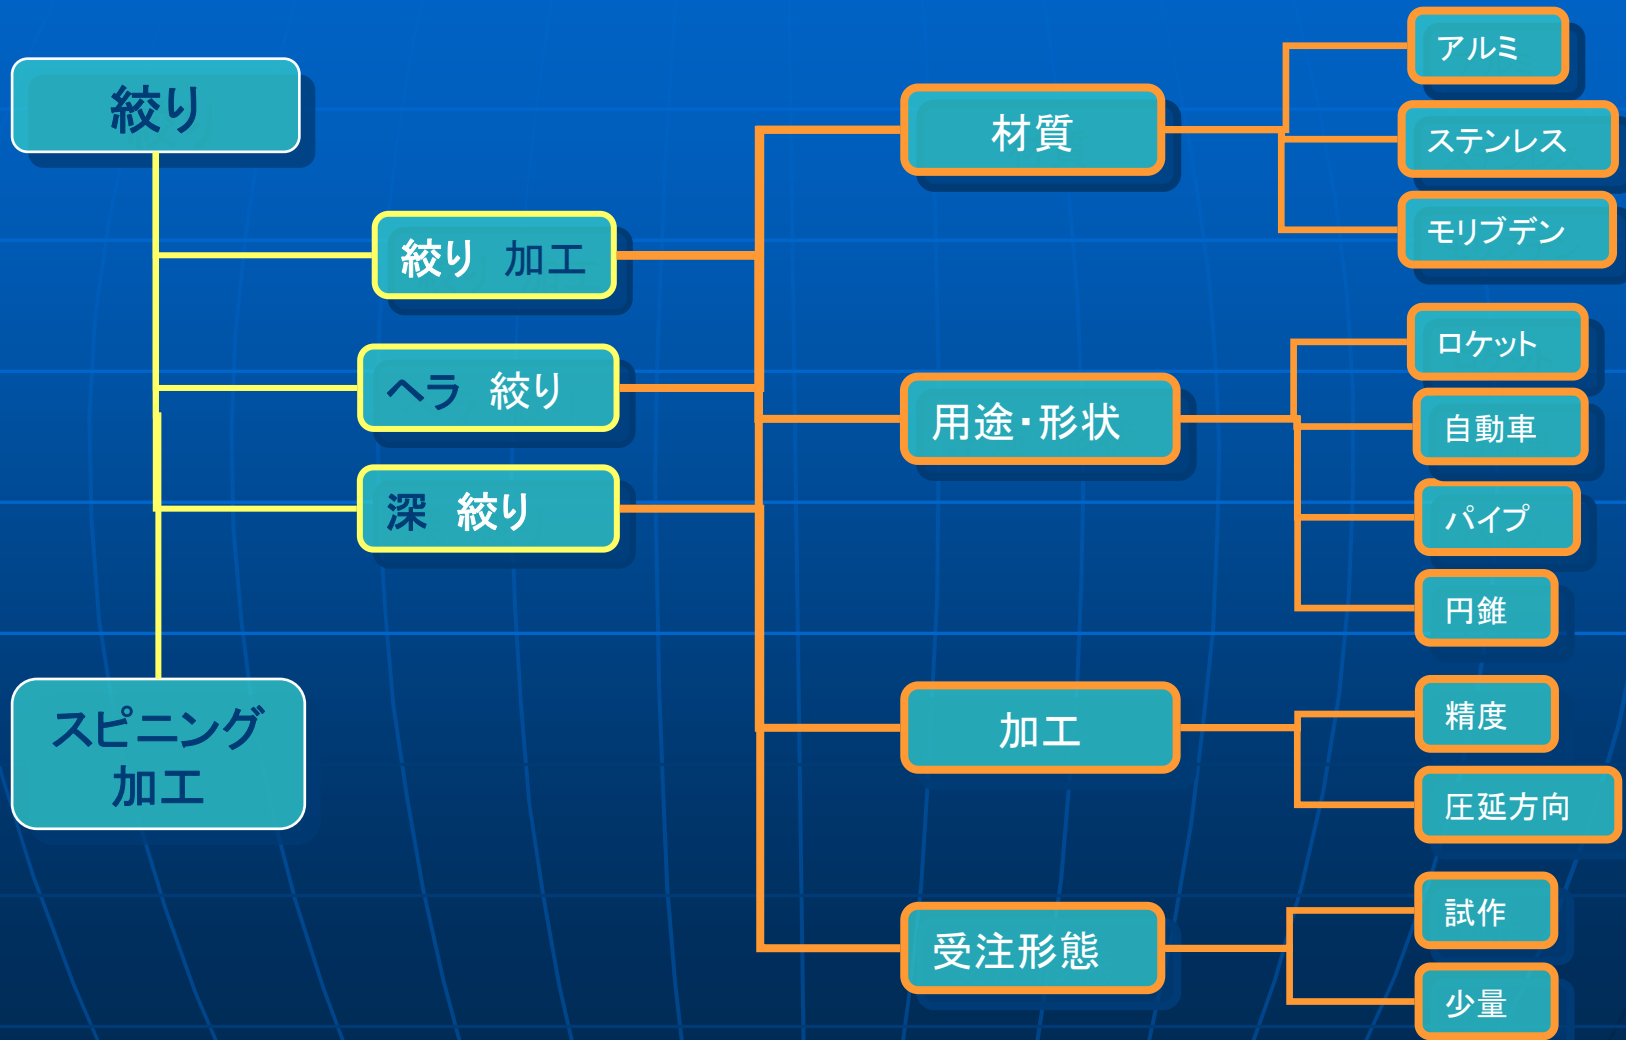 絞り
絞り 加工
ヘラ 絞り
深 絞り
スピニング
加工
材質
用途・形状
加工
受注形態
アルミ
ステンレス
モリブデン
ロケット
自動車
パイプ
円錐
精度
圧延方向
試作
少量